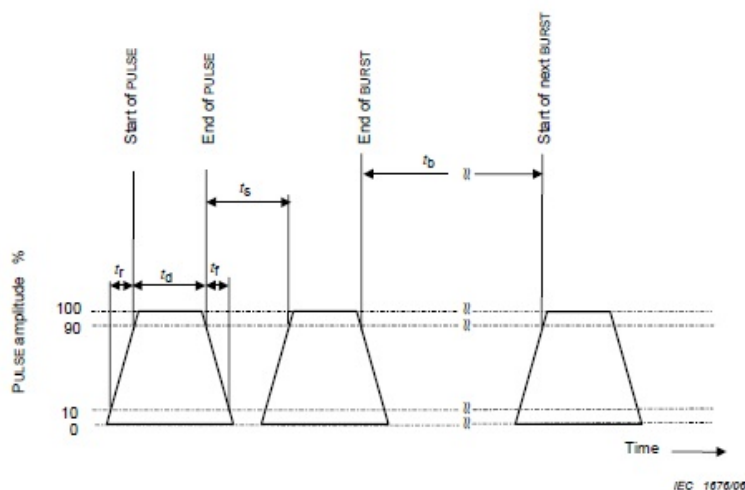 Start of PULSE
End of PULSE
End of BURST
Start of next BURST
tb
ts
tr
td
tf
PULSE amplitude %
100
90
10
0
Time
IEC 1676/06